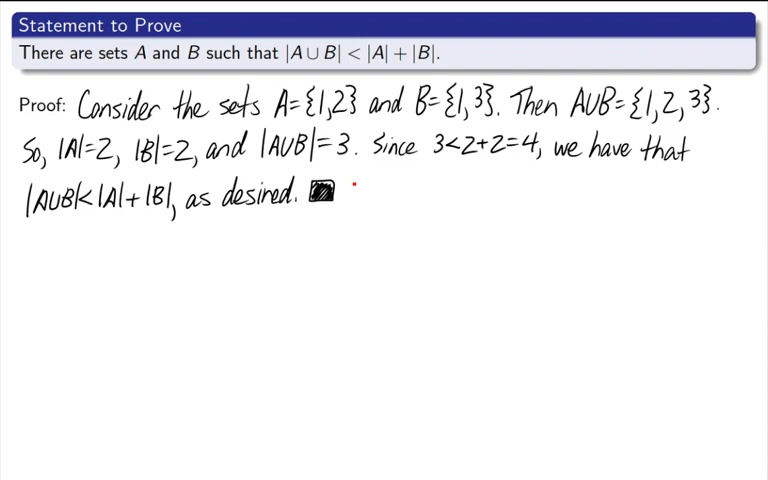 Statement to Prove
There are sets A and B such that |A ∪ B| < |A| + |B|.
Proof: Consider the sets A={1,2} and B={1,3}. Then A∪B={1,2,3}.
So, |A|=2, |B|=2, and |A∪B|=3. Since 3<2+2=4, we have that
|A∪B|<|A|+|B|, as desired.